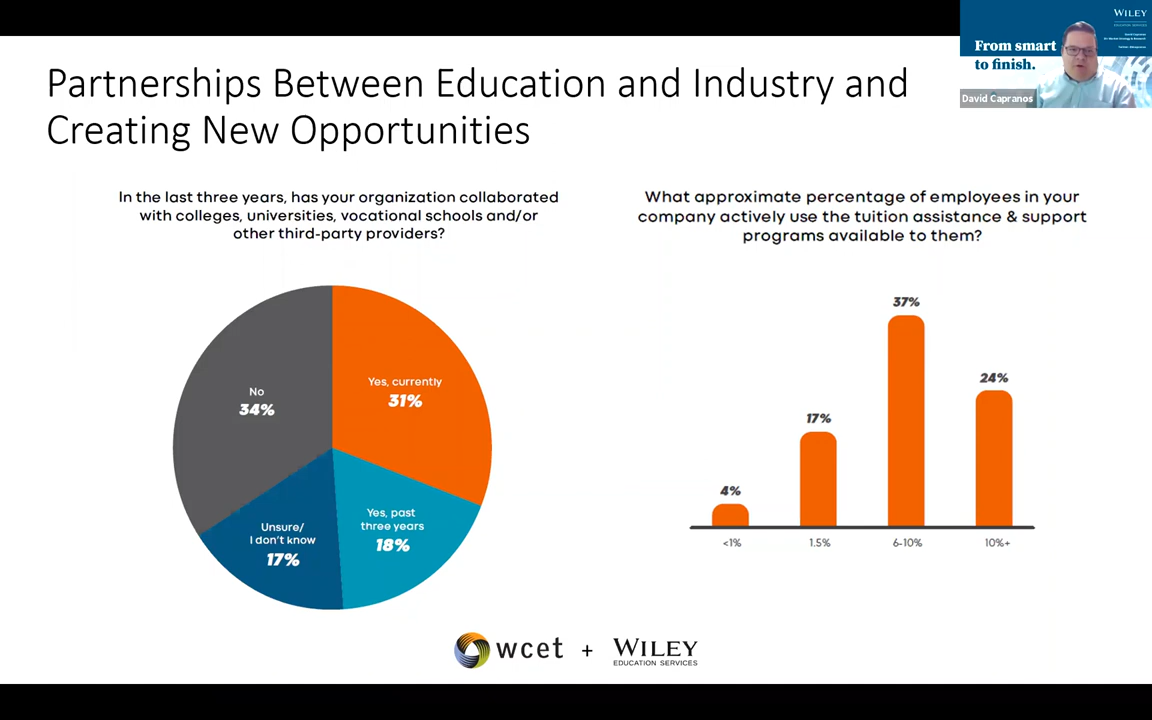 WILEY
From smart
to finish.
David Capranos
Partnerships Between Education and Industry and
Creating New Opportunities
In the last three years, has your organization collaborated
with colleges, universities, vocational schools and/or
other third-party providers?
No
34%
Yes, currently
31%
Unsure/
I don't know
17%
Yes, past
three years
18%
What approximate percentage of employees in your
company actively use the tuition assistance & support
programs available to them?
4%
17%
37%
24%
<1%
1.5%
6-10%
10%+
wcet + WILEY
EDUCATION SERVICES